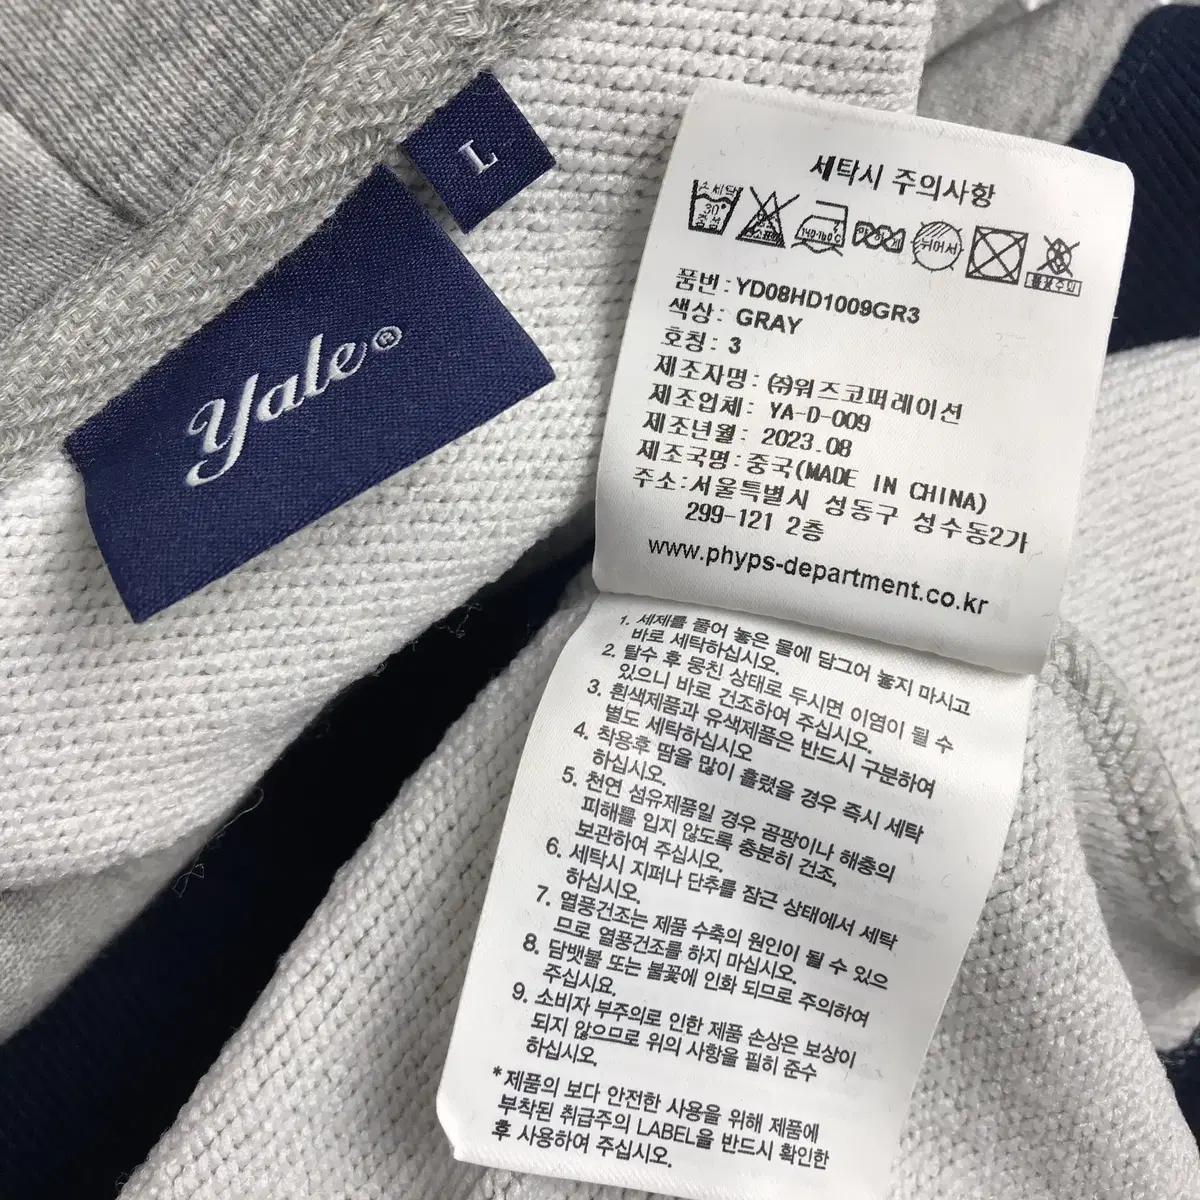 L
yale®
세탁시 주의사항
손세탁
30°
중성
140-160℃
뉘어서
품번: YD08HD1009GR3
색상: GRAY
호칭: 3
제조자명: ㈜워즈코퍼레이션
제조업체: YA-D-009
제조년월: 2023.08
제조국명: 중국(MADE IN CHINA)
주소:서울특별시 성동구 성수동2가
299-121 2층
www.phyps-department.co.kr
1. 세제를 풀어 놓은 물에 담그어 놓지 마시고
바로 세탁하십시오.
2. 탈수 후 뭉친 상태로 두시면 이염이 될 수
있으니 바로 건조하여 주십시오.
3. 흰색제품과 유색제품은 반드시 구분하여
별도 세탁하십시오
4. 착용후 땀을 많이 흘렸을 경우 즉시 세탁
하십시오.
5. 천연 섬유제품일 경우 곰팡이나 해충의
피해를 입지 않도록 충분히 건조,
보관하여 주십시오.
6. 세탁시 지퍼나 단추를 잠근 상태에서 세탁
하십시오.
7. 열풍건조는 제품 수축의 원인이 될 수 있으
므로 열풍건조를 하지 마십시오.
8. 담뱃불 또는 불꽃에 인화 되므로 주의하여
주십시요.
9. 소비자 부주의로 인한 제품 손상은 보상이
되지 않으므로 위의 사항을 필히 준수
하십시오.
*제품의 보다 안전한 사용을 위해 제품에
부착된 취급주의 LABEL을 반드시 확인한
후 사용하여 주십시오.